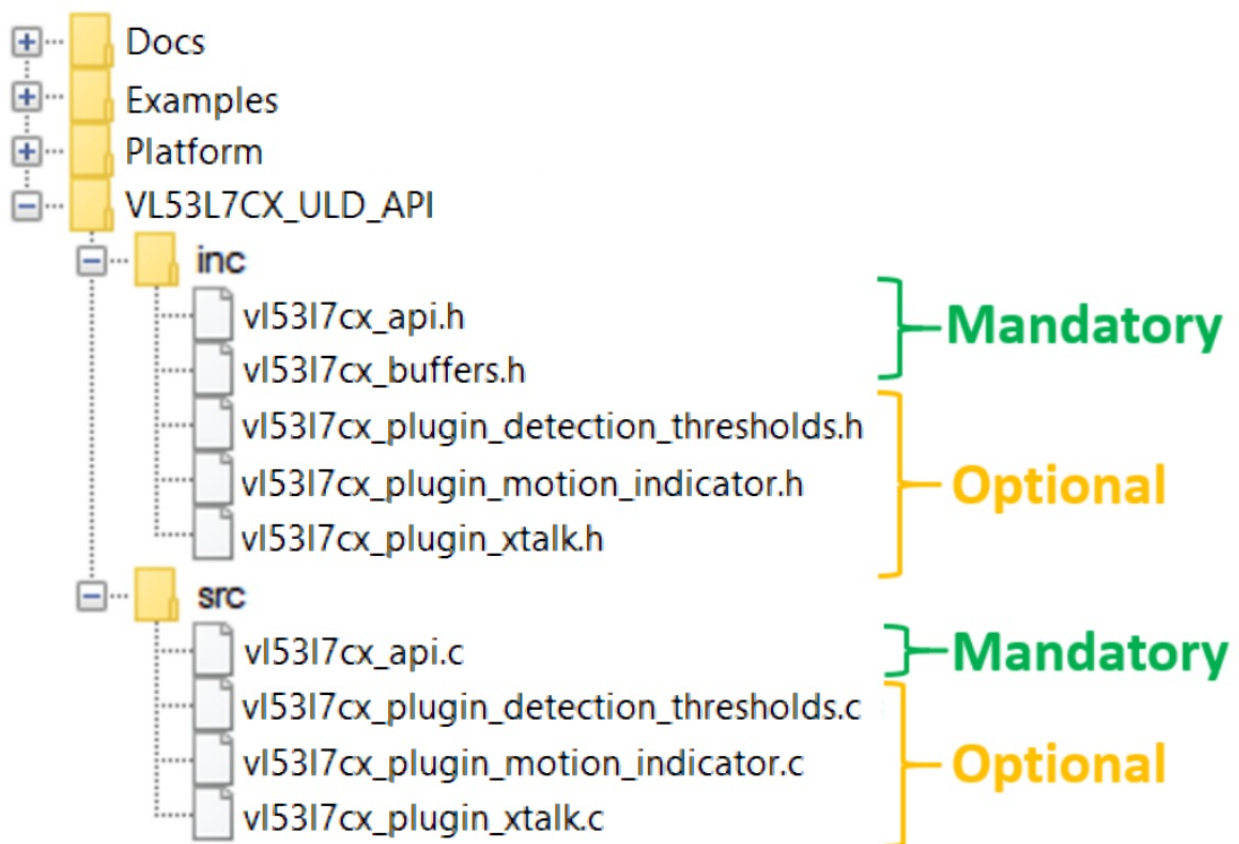 Docs
Examples
Platform
VL53L7CX_ULD_API
inc
vl53l7cx_api.h
Mandatory
vl53l7cx_buffers.h
vl53l7cx_plugin_detection_thresholds.h
vl53l7cx_plugin_motion_indicator.h
Optional
vl53l7cx_plugin_xtalk.h
src
vl53l7cx_api.c
Mandatory
vl53l7cx_plugin_detection_thresholds.c
vl53l7cx_plugin_motion_indicator.c
Optional
vl53l7cx_plugin_xtalk.c